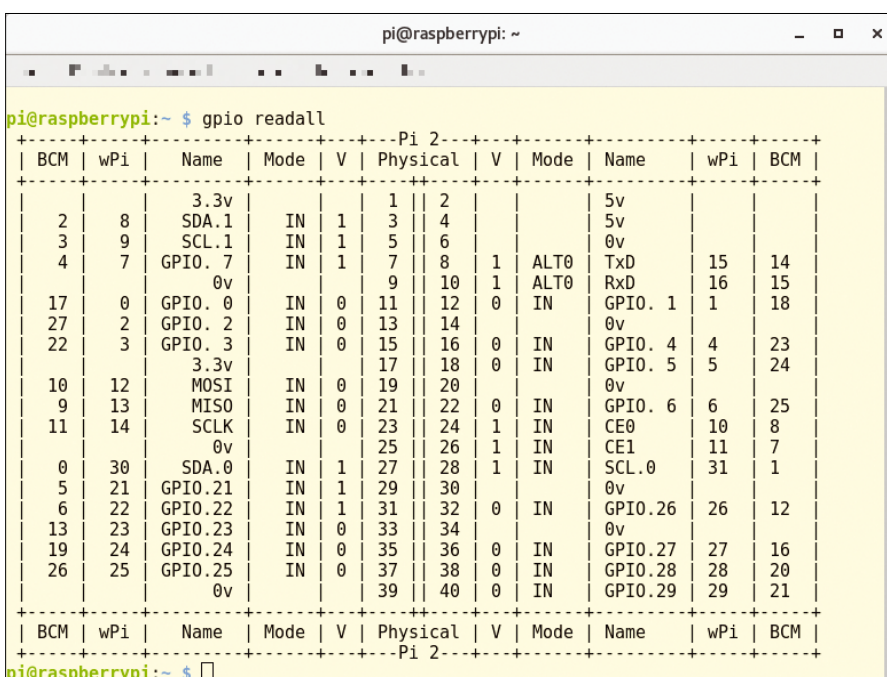 pi@raspberrypi: ~
pi@raspberrypi:~ $ gpio readall
+-----+-----+---------+------+---+---Pi 2---+---+------+---------+-----+-----+
| BCM | wPi |   Name  | Mode | V | Physical | V | Mode | Name    | wPi | BCM |
+-----+-----+---------+------+---+----++----+---+------+---------+-----+-----+
|     |     |    3.3v |      |   |  1 || 2  |   |      | 5v      |     |     |
|   2 |   8 |   SDA.1 |   IN | 1 |  3 || 4  |   |      | 5v      |     |     |
|   3 |   9 |   SCL.1 |   IN | 1 |  5 || 6  |   |      | 0v      |     |     |
|   4 |   7 | GPIO. 7 |   IN | 1 |  7 || 8  | 1 | ALT0 | TxD     | 15  | 14  |
|     |     |      0v |      |   |  9 || 10 | 1 | ALT0 | RxD     | 16  | 15  |
|  17 |   0 | GPIO. 0 |   IN | 0 | 11 || 12 | 0 | IN   | GPIO. 1 | 1   | 18  |
|  27 |   2 | GPIO. 2 |   IN | 0 | 13 || 14 |   |      | 0v      |     |     |
|  22 |   3 | GPIO. 3 |   IN | 0 | 15 || 16 | 0 | IN   | GPIO. 4 | 4   | 23  |
|     |     |    3.3v |      |   | 17 || 18 | 0 | IN   | GPIO. 5 | 5   | 24  |
|  10 |  12 |    MOSI |   IN | 0 | 19 || 20 |   |      | 0v      |     |     |
|   9 |  13 |    MISO |   IN | 0 | 21 || 22 | 0 | IN   | GPIO. 6 | 6   | 25  |
|  11 |  14 |    SCLK |   IN | 0 | 23 || 24 | 1 | IN   | CE0     | 10  | 8   |
|     |     |      0v |      |   | 25 || 26 | 1 | IN   | CE1     | 11  | 7   |
|   0 |  30 |   SDA.0 |   IN | 1 | 27 || 28 | 1 | IN   | SCL.0   | 31  | 1   |
|   5 |  21 | GPIO.21 |   IN | 1 | 29 || 30 |   |      | 0v      |     |     |
|   6 |  22 | GPIO.22 |   IN | 1 | 31 || 32 | 0 | IN   | GPIO.26 | 26  | 12  |
|  13 |  23 | GPIO.23 |   IN | 0 | 33 || 34 |   |      | 0v      |     |     |
|  19 |  24 | GPIO.24 |   IN | 0 | 35 || 36 | 0 | IN   | GPIO.27 | 27  | 16  |
|  26 |  25 | GPIO.25 |   IN | 0 | 37 || 38 | 0 | IN   | GPIO.28 | 28  | 20  |
|     |     |      0v |      |   | 39 || 40 | 0 | IN   | GPIO.29 | 29  | 21  |
+-----+-----+---------+------+---+----++----+---+------+---------+-----+-----+
| BCM | wPi |   Name  | Mode | V | Physical | V | Mode | Name    | wPi | BCM |
+-----+-----+---------+------+---+---Pi 2---+---+------+---------+-----+-----+
pi@raspberrypi:~ $